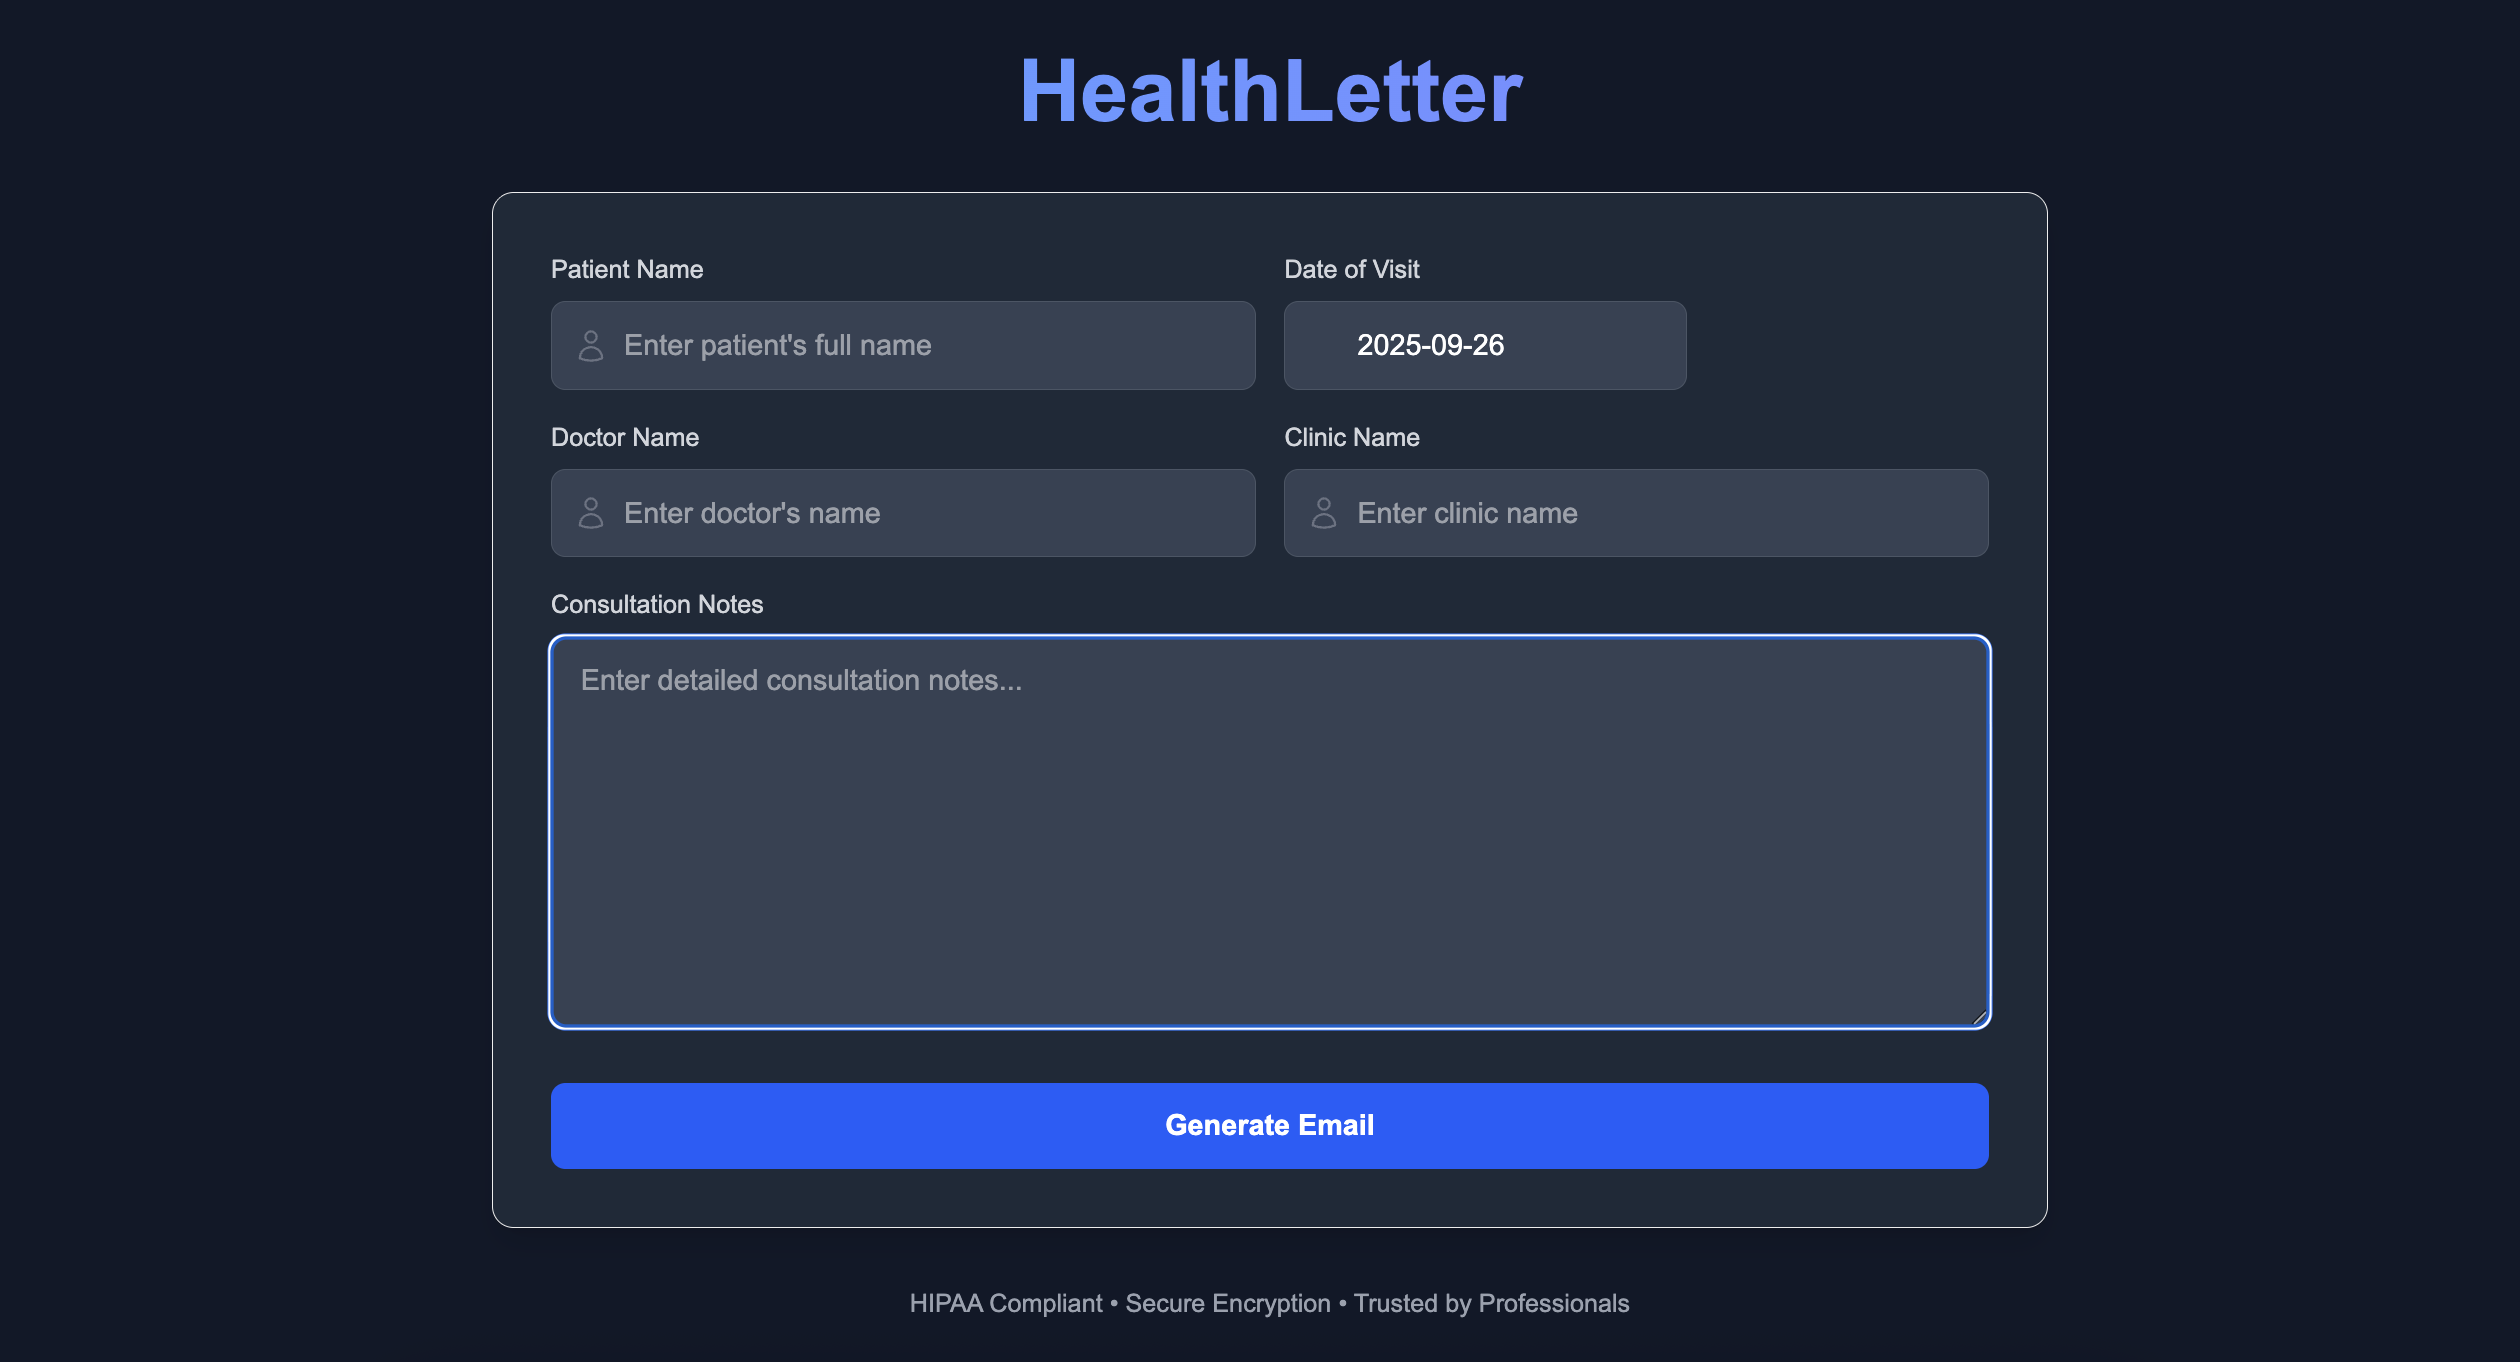 HealthLetter
Patient Name
Date of Visit
Enter patient's full name
2025-09-26
Doctor Name
Clinic Name
Enter doctor's name
Enter clinic name
Consultation Notes
Enter detailed consultation notes...
Generate Email
HIPAA Compliant • Secure Encryption • Trusted by Professionals